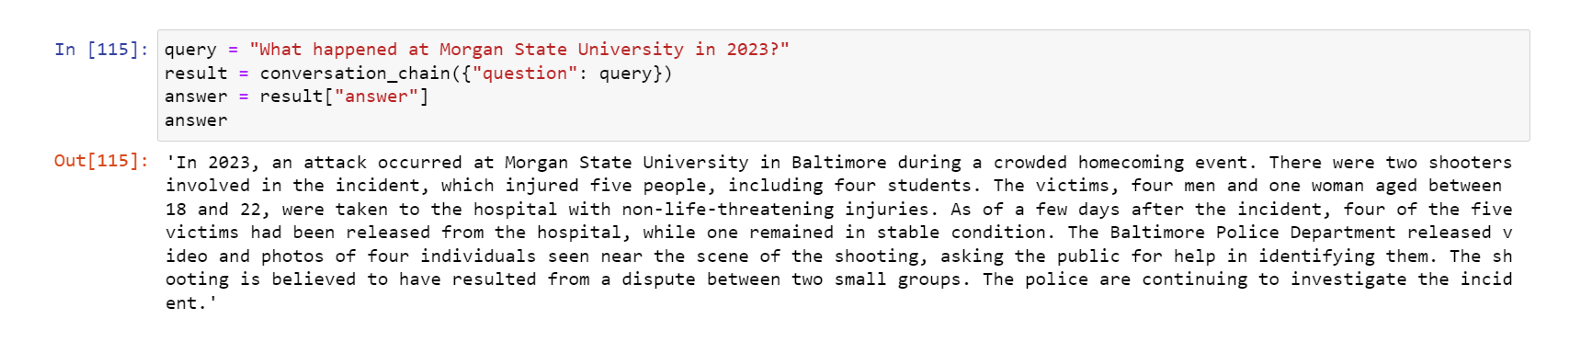 In [115]: query = "What happened at Morgan State University in 2023?"
result = conversation_chain({"question": query})
answer = result["answer"]
answer
Out[115]: 'In 2023, an attack occurred at Morgan State University in Baltimore during a crowded homecoming event. There were two shooters
involved in the incident, which injured five people, including four students. The victims, four men and one woman aged between
18 and 22, were taken to the hospital with non-life-threatening injuries. As of a few days after the incident, four of the five
victims had been released from the hospital, while one remained in stable condition. The Baltimore Police Department released v
ideo and photos of four individuals seen near the scene of the shooting, asking the public for help in identifying them. The sh
ooting is believed to have resulted from a dispute between two small groups. The police are continuing to investigate the incid
ent.'